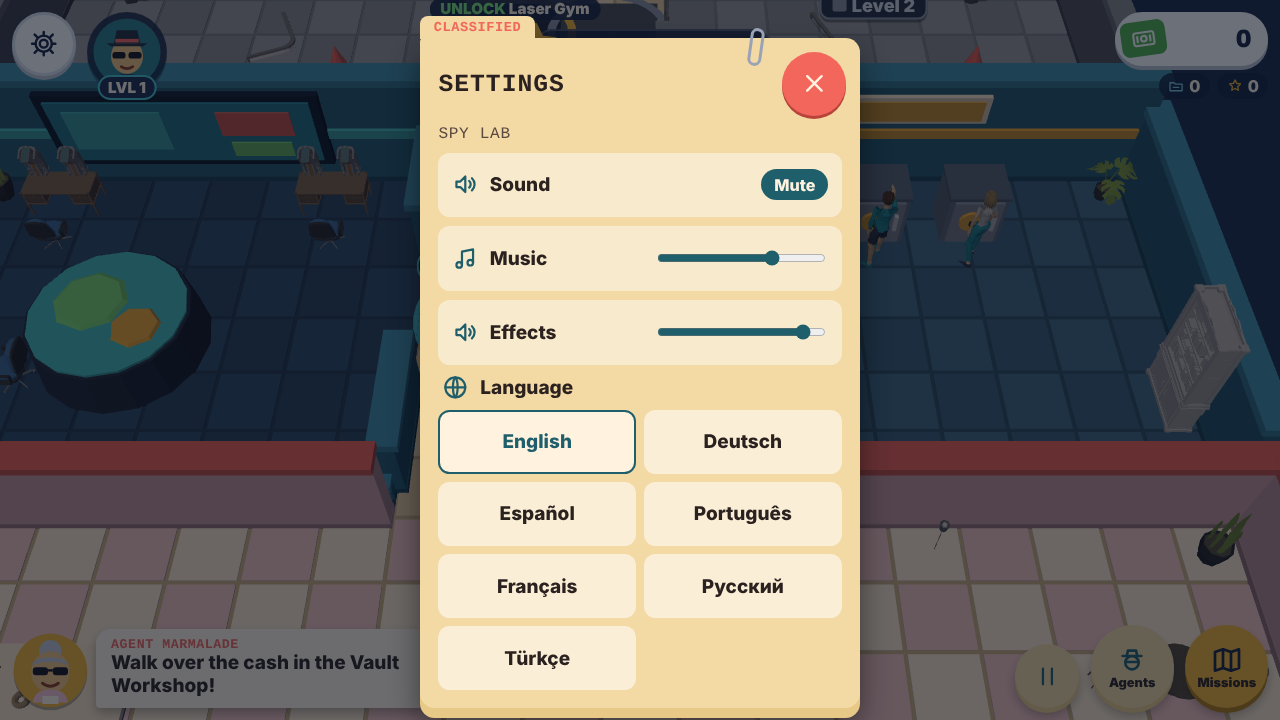 UNLOCK Laser Gym
Level 2
CLASSIFIED
SETTINGS
0
LVL 1
0
0
SPY LAB
Sound
Mute
Music
Effects
Language
English
Deutsch
Español
Português
Français
Русский
Türkçe
AGENT MARMALADE
Walk over the cash in the Vault
Workshop!
Agents
Missions